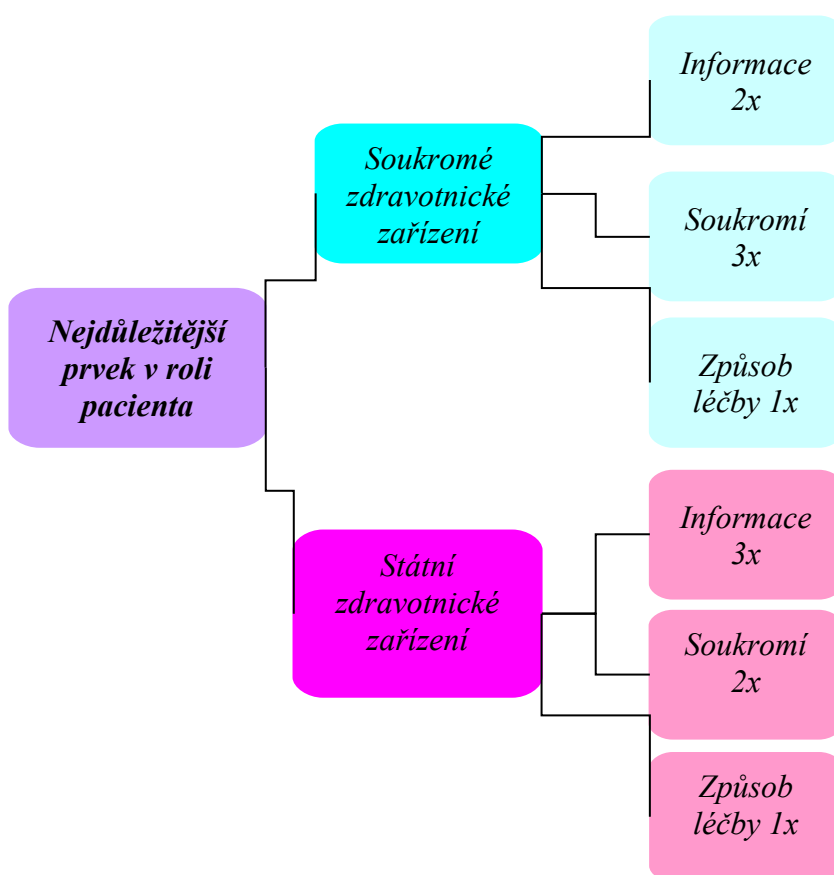 Nejdůležitější
prvek v roli
pacienta
Soukromé
zdravotnické
zařízení
Informace
2x
Soukromí
3x
Způsob
léčby 1x
Státní
zdravotnické
zařízení
Informace
3x
Soukromí
2x
Způsob
léčby 1x